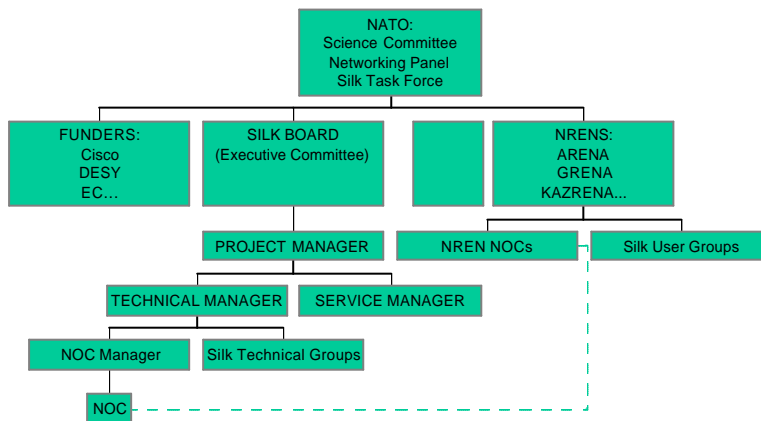 NATO:
Science Committee
Networking Panel
Silk Task Force
FUNDERS:
Cisco
DESY
EC...
SILK BOARD
(Executive Committee)
NRENS:
ARENA
GRENA
KAZRENA...
PROJECT MANAGER
NREN NOCs
Silk User Groups
TECHNICAL MANAGER
SERVICE MANAGER
NOC Manager
Silk Technical Groups
NOC